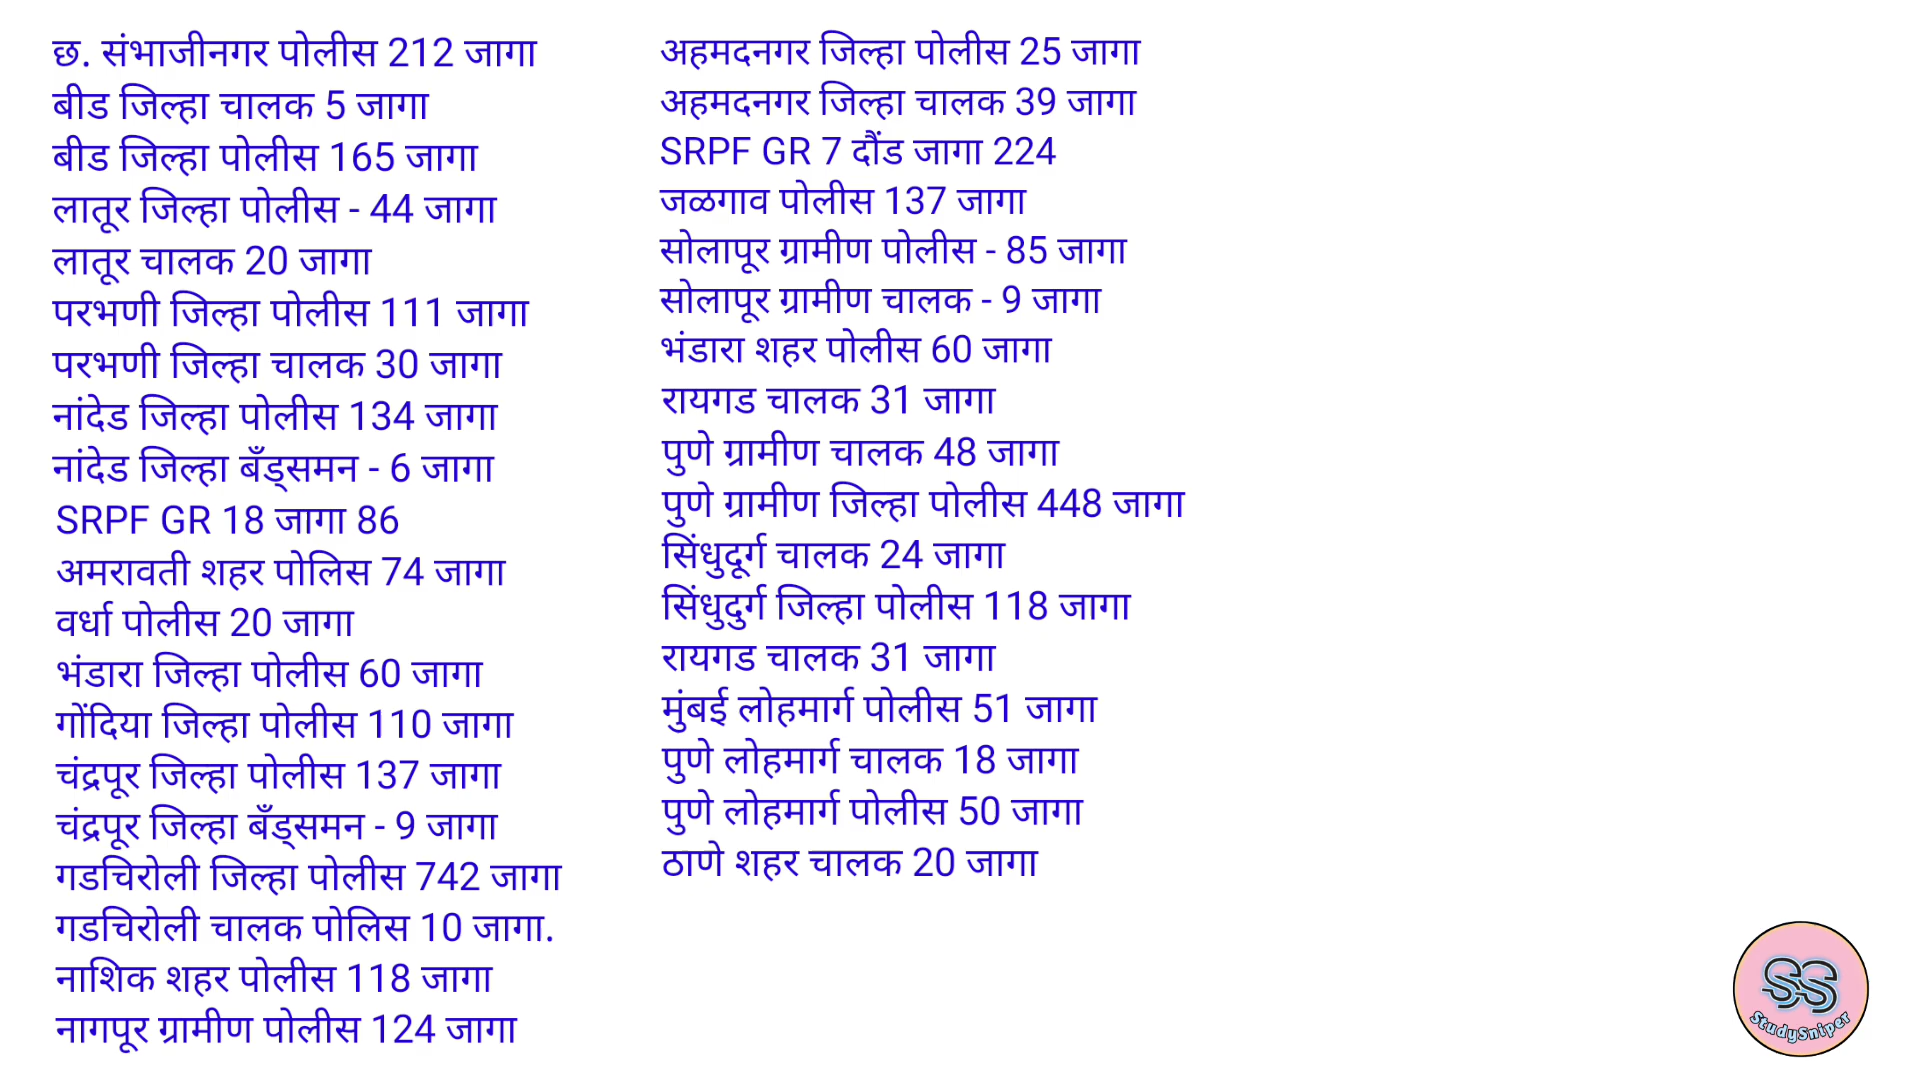 छ. संभाजीनगर पोलीस 212 जागा
बीड जिल्हा चालक 5 जागा
बीड जिल्हा पोलीस 165 जागा
लातूर जिल्हा पोलीस - 44 जागा
लातूर चालक 20 जागा
परभणी जिल्हा पोलीस 111 जागा
परभणी जिल्हा चालक 30 जागा
नांदेड जिल्हा पोलीस 134 जागा
नांदेड जिल्हा बँड्समन - 6 जागा
SRPF GR 18 जागा 86
अमरावती शहर पोलिस 74 जागा
वर्धा पोलीस 20 जागा
भंडारा जिल्हा पोलीस 60 जागा
गोंदिया जिल्हा पोलीस 110 जागा
चंद्रपूर जिल्हा पोलीस 137 जागा
चंद्रपूर जिल्हा बँड्समन - 9 जागा
गडचिरोली जिल्हा पोलीस 742 जागा
गडचिरोली चालक पोलिस 10 जागा.
नाशिक शहर पोलीस 118 जागा
नागपूर ग्रामीण पोलीस 124 जागा
अहमदनगर जिल्हा पोलीस 25 जागा
अहमदनगर जिल्हा चालक 39 जागा
SRPF GR 7 दौंड जागा 224
जळगाव पोलीस 137 जागा
सोलापूर ग्रामीण पोलीस - 85 जागा
सोलापूर ग्रामीण चालक - 9 जागा
भंडारा शहर पोलीस 60 जागा
रायगड चालक 31 जागा
पुणे ग्रामीण चालक 48 जागा
पुणे ग्रामीण जिल्हा पोलीस 448 जागा
सिंधुदूर्ग चालक 24 जागा
सिंधुदुर्ग जिल्हा पोलीस 118 जागा
रायगड चालक 31 जागा
मुंबई लोहमार्ग पोलीस 51 जागा
पुणे लोहमार्ग चालक 18 जागा
पुणे लोहमार्ग पोलीस 50 जागा
ठाणे शहर चालक 20 जागा
SS
StudySniper